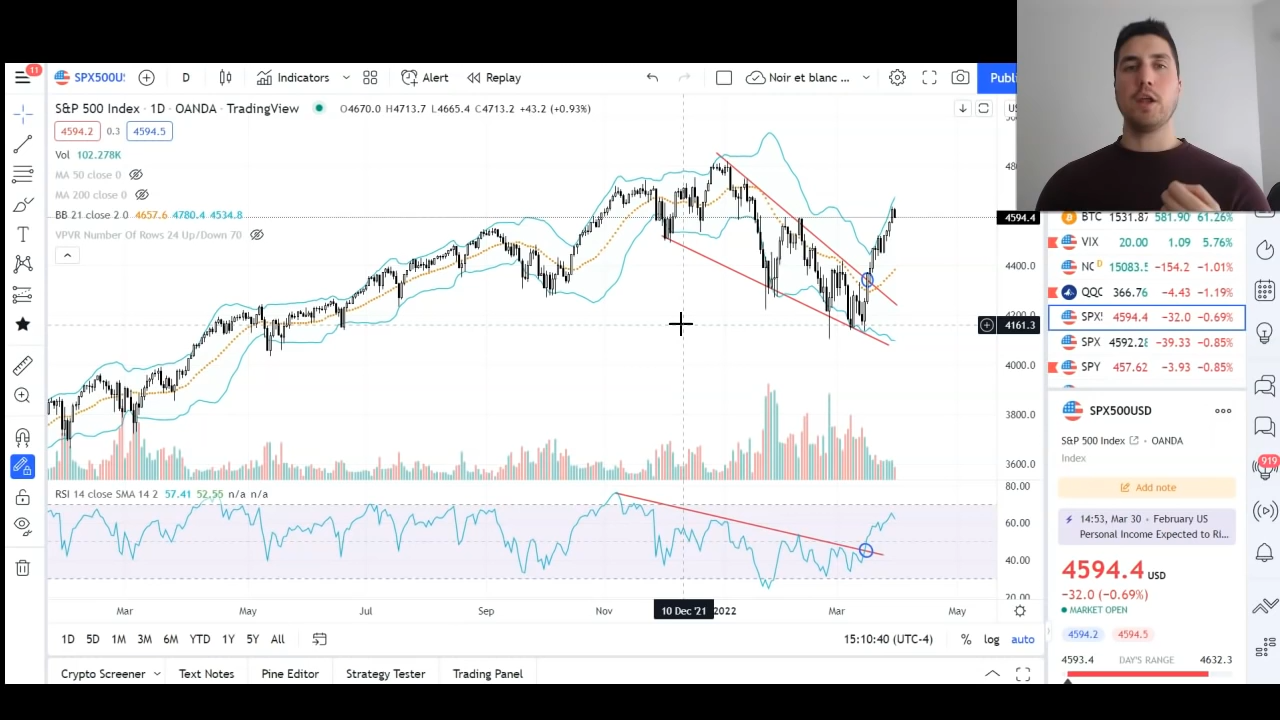 11
SPX500U
D
Indicators
Alert
Replay
Noir et blanc ...
Publi
S&P 500 Index · 1D · OANDA · TradingView
O4670.0 H4713.7 L4665.4 C4713.2 +43.2 (+0.93%)
4594.2 0.3 4594.5
Vol 102.278K
MA 50 close 0
MA 200 close 0
BB 21 close 2 0 4657.6 4780.4 4534.8
VPVR Number Of Rows 24 Up/Down 70
4594.4
4400.0
4161.3
4000.0
3800.0
3600.0
RSI 14 close SMA 14 2 57.41 52.55 n/a n/a
80.00
60.00
40.00
20.00
Mar May Jul Sep Nov 10 Dec '21 2022 Mar May
1D 5D 1M 3M 6M YTD 1Y 5Y All
15:10:40 (UTC-4) % log auto
Crypto Screener Text Notes Pine Editor Strategy Tester Trading Panel
BTC 1531.87 581.90 61.26%
VIX 20.00 1.09 5.76%
NC D 15083.5 −154.2 −1.01%
QQC 366.76 −4.43 −1.19%
SPX! 4594.4 −32.0 −0.69%
SPX 4592.28 −39.33 −0.85%
SPY 457.62 −3.93 −0.85%
SPX500USD
S&P 500 Index · OANDA
Index
Add note
14:53, Mar 30 · February US
Personal Income Expected to Ri...
4594.4 USD
−32.0 (−0.69%)
MARKET OPEN
4594.2 4594.5
4593.4 DAY'S RANGE 4632.3
919